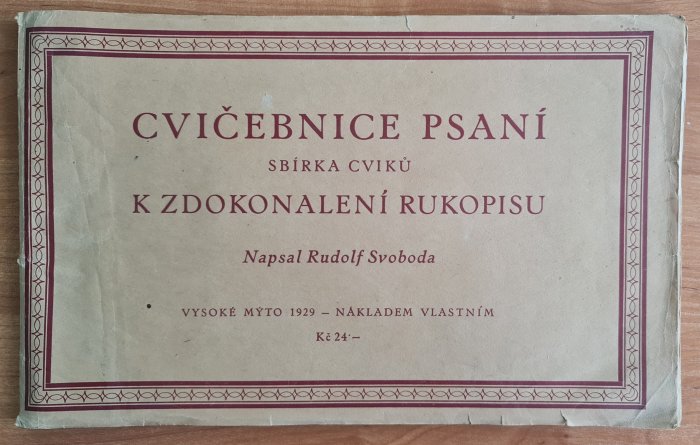 CVIČEBNICE PSANÍ
SBÍRKA CVIKŮ
K ZDOKONALENÍ RUKOPISU
Napsal Rudolf Svoboda
VYSOKÉ MÝTO 1929 – NÁKLADEM VLASTNÍM
Kč 24·–